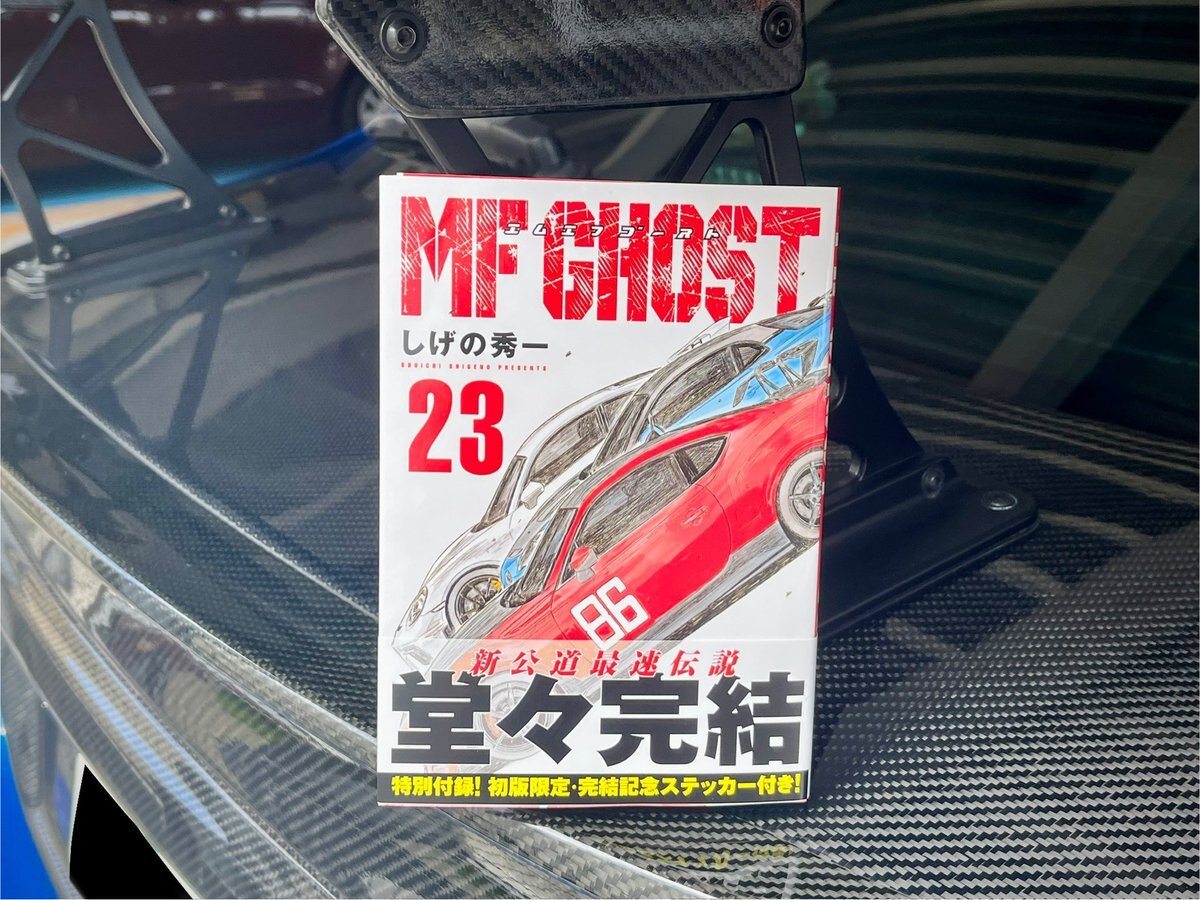 MF GHOST
エムエフゴースト
しげの秀一
SHUICHI SHIGENO PRESENTS
23
86
新公道最速伝説
堂々完結
特別付録!初版限定・完結記念ステッカー付き!